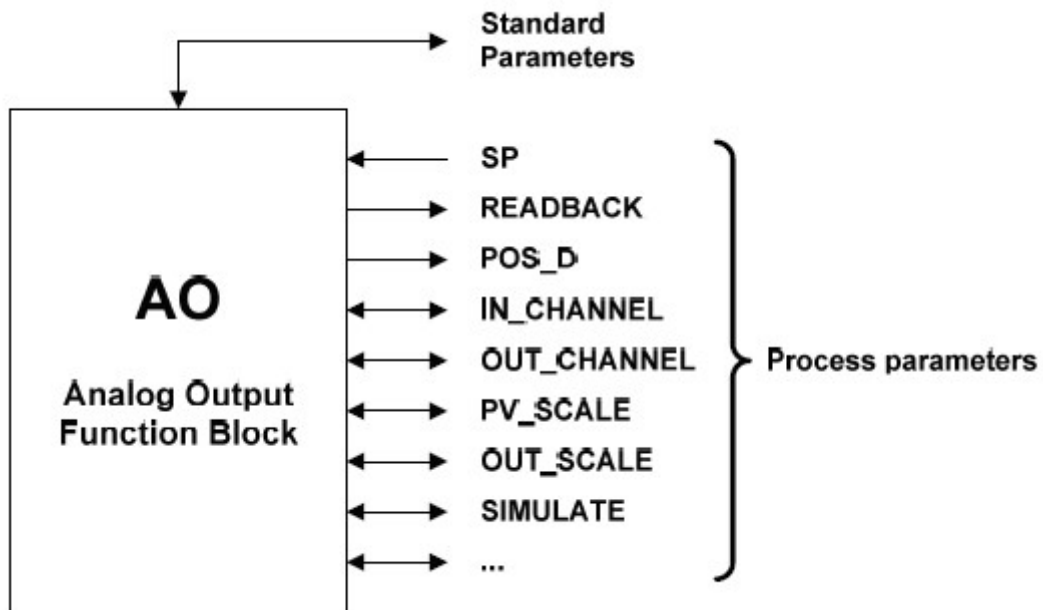 Standard
Parameters
SP
READBACK
POS_D
AO
IN_CHANNEL
OUT_CHANNEL
Process parameters
Analog Output
Function Block
PV_SCALE
OUT_SCALE
SIMULATE
...